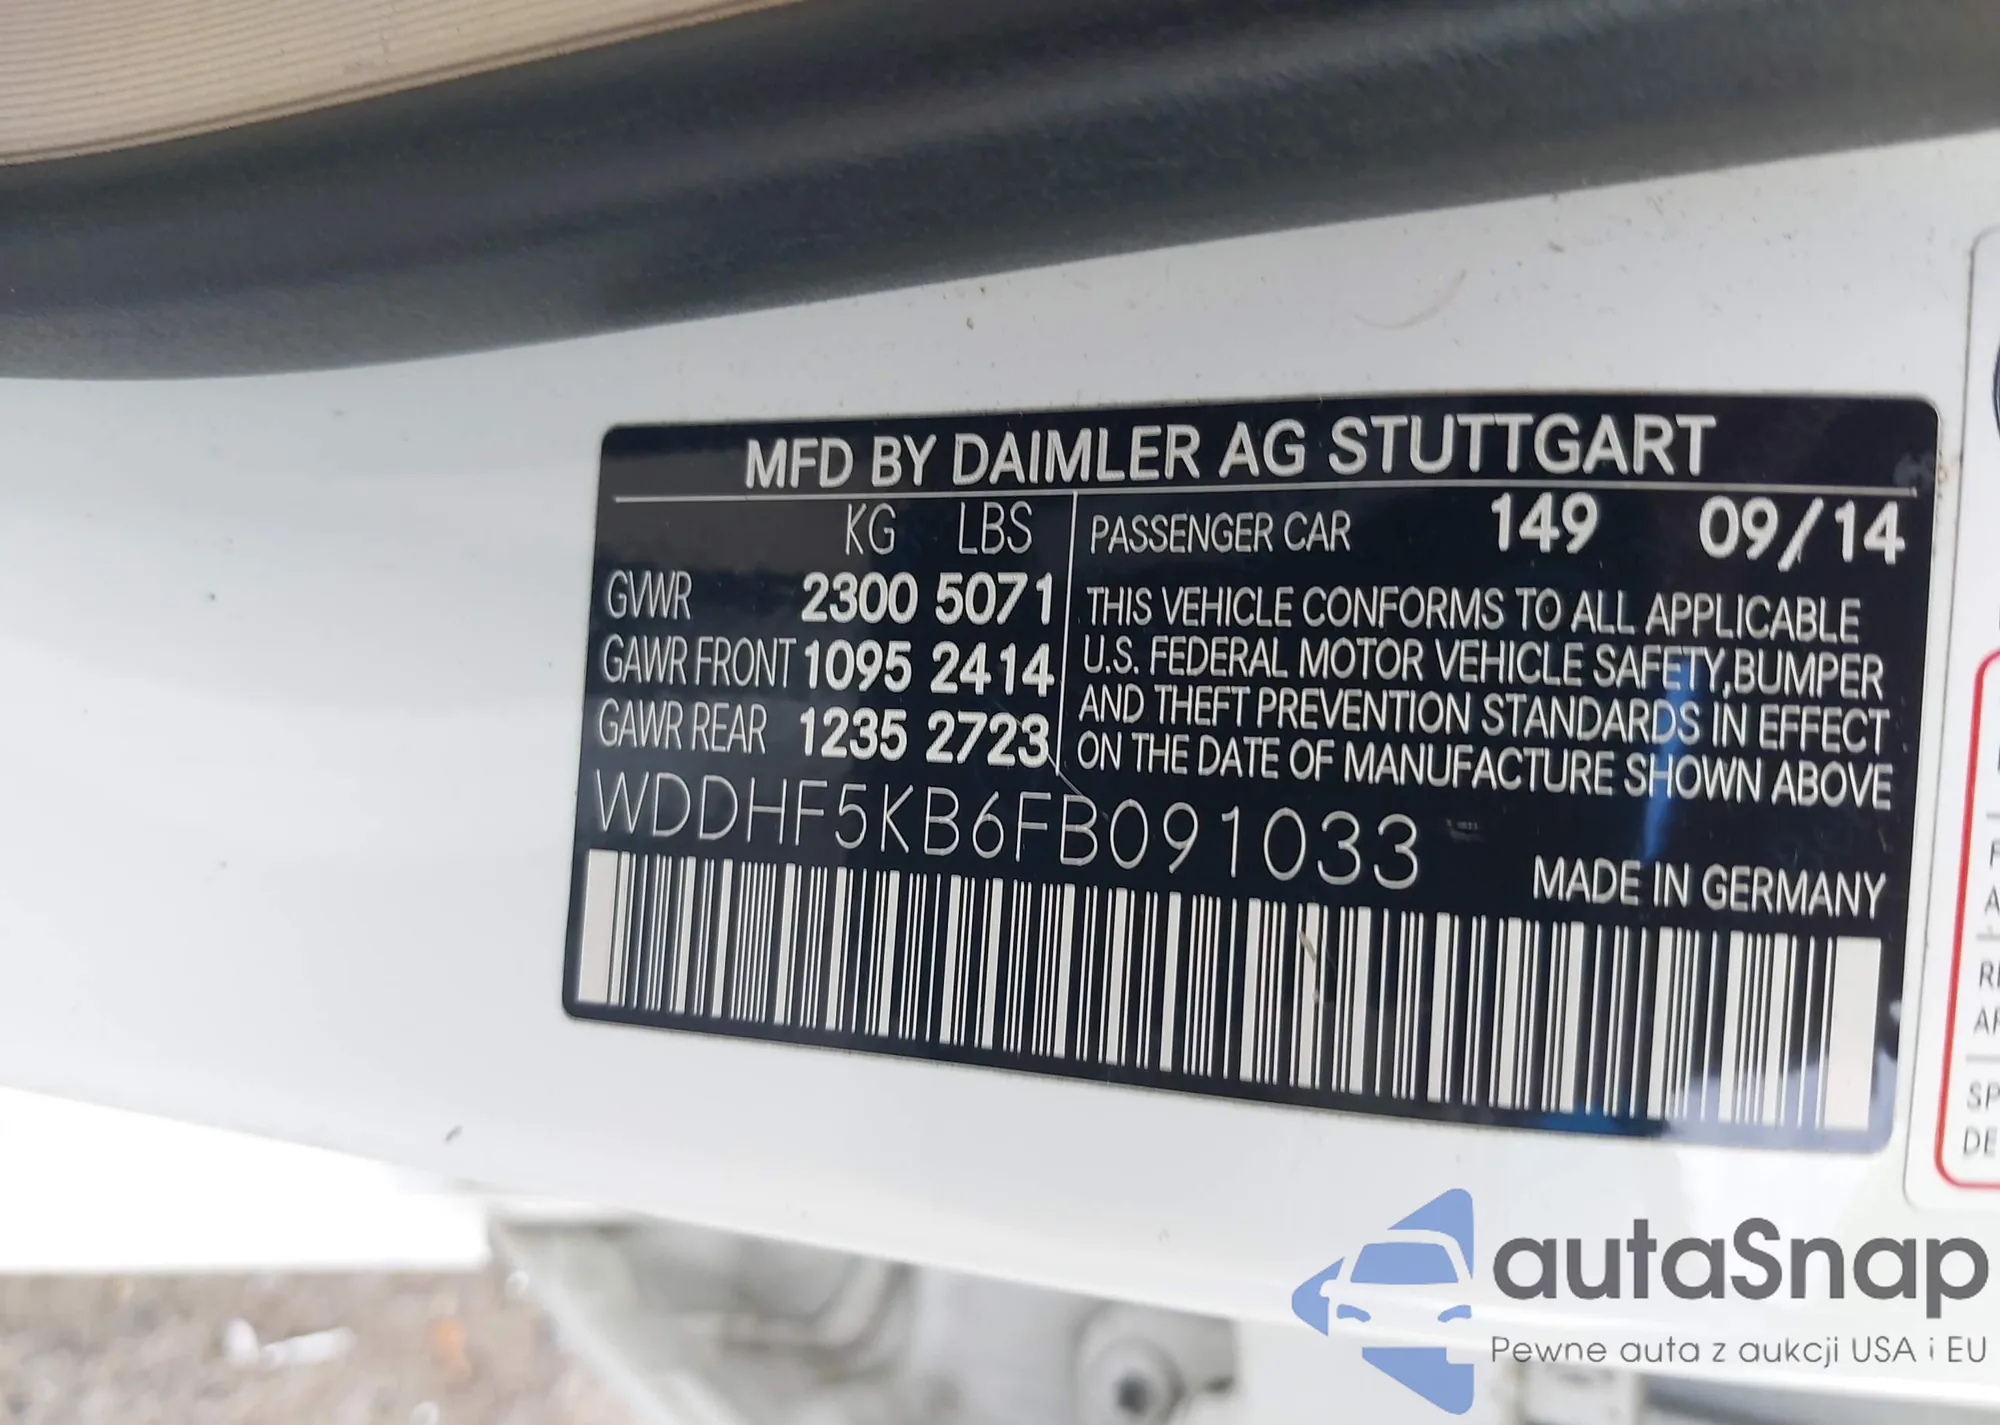 MFD BY DAIMLER AG STUTTGART
KG LBS
GVWR 2300 5071
GAWR FRONT 1095 2414
GAWR REAR 1235 2723
PASSENGER CAR 149 09/14
THIS VEHICLE CONFORMS TO ALL APPLICABLE
U.S. FEDERAL MOTOR VEHICLE SAFETY,BUMPER
AND THEFT PREVENTION STANDARDS IN EFFECT
ON THE DATE OF MANUFACTURE SHOWN ABOVE
WDDHF5KB6FB091033
MADE IN GERMANY
SP
DE
autaSnap
Pewne auta z aukcji USA i EU